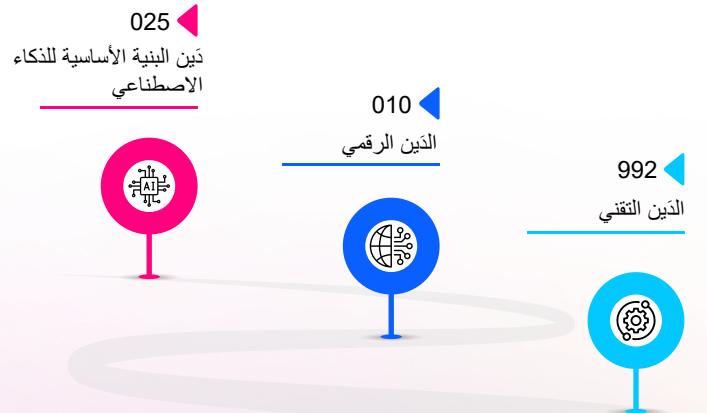 992
الدَين التقني
010
الدَين الرقمي
025
دَين البنية الأساسية للذكاء
الاصطناعي
AI